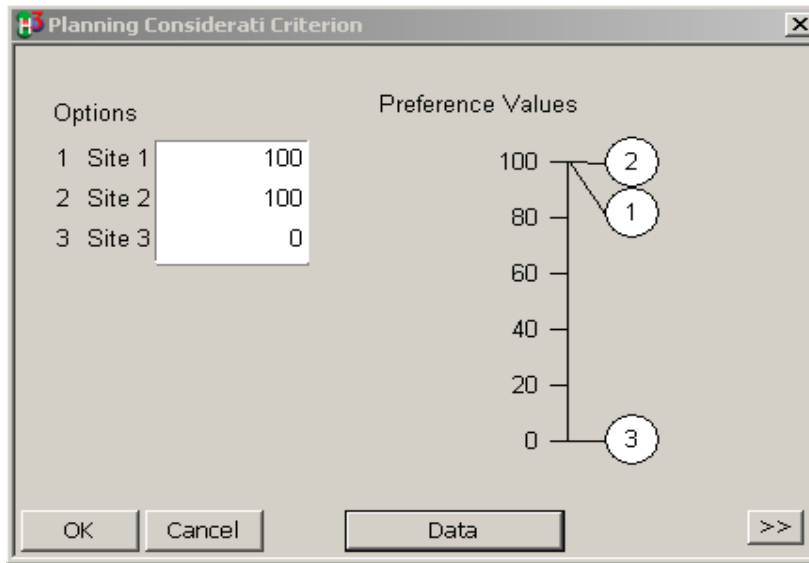 H3 Planning Considerati Criterion
Options
1 Site 1 100
2 Site 2 100
3 Site 3 0
Preference Values
100
80
60
40
20
0
2
1
3
OK
Cancel
Data
>>